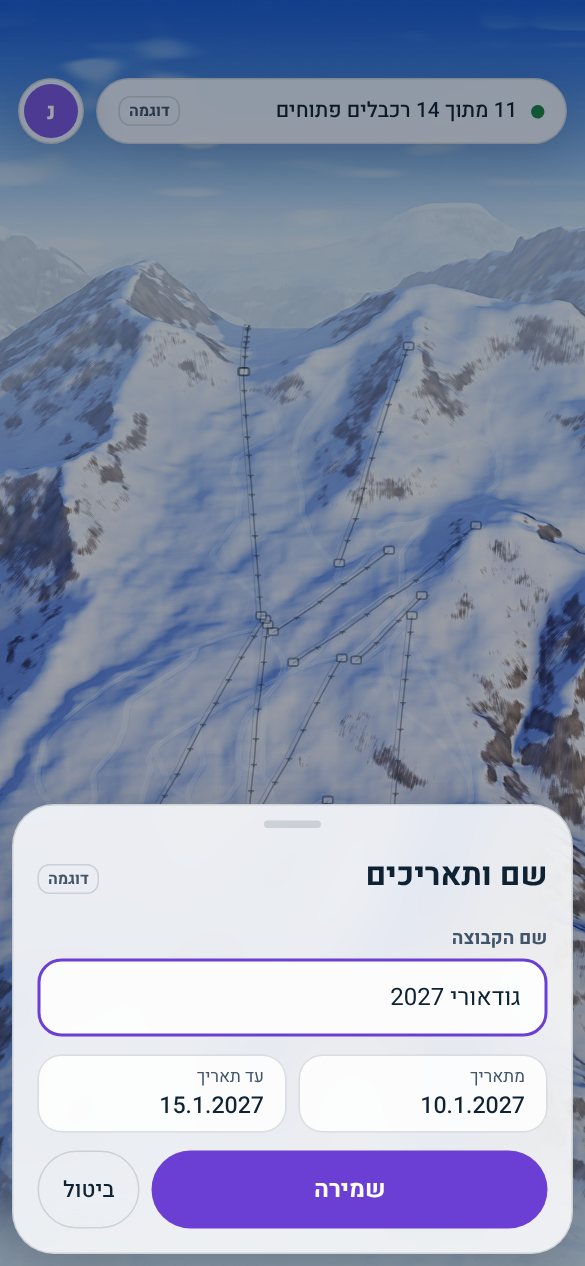 11 מתוך 14 רכבלים פתוחים
דוגמה
נ
שם ותאריכים
דוגמה
שם הקבוצה
גודאורי 2027
מתאריך
10.1.2027
עד תאריך
15.1.2027
שמירה
ביטול